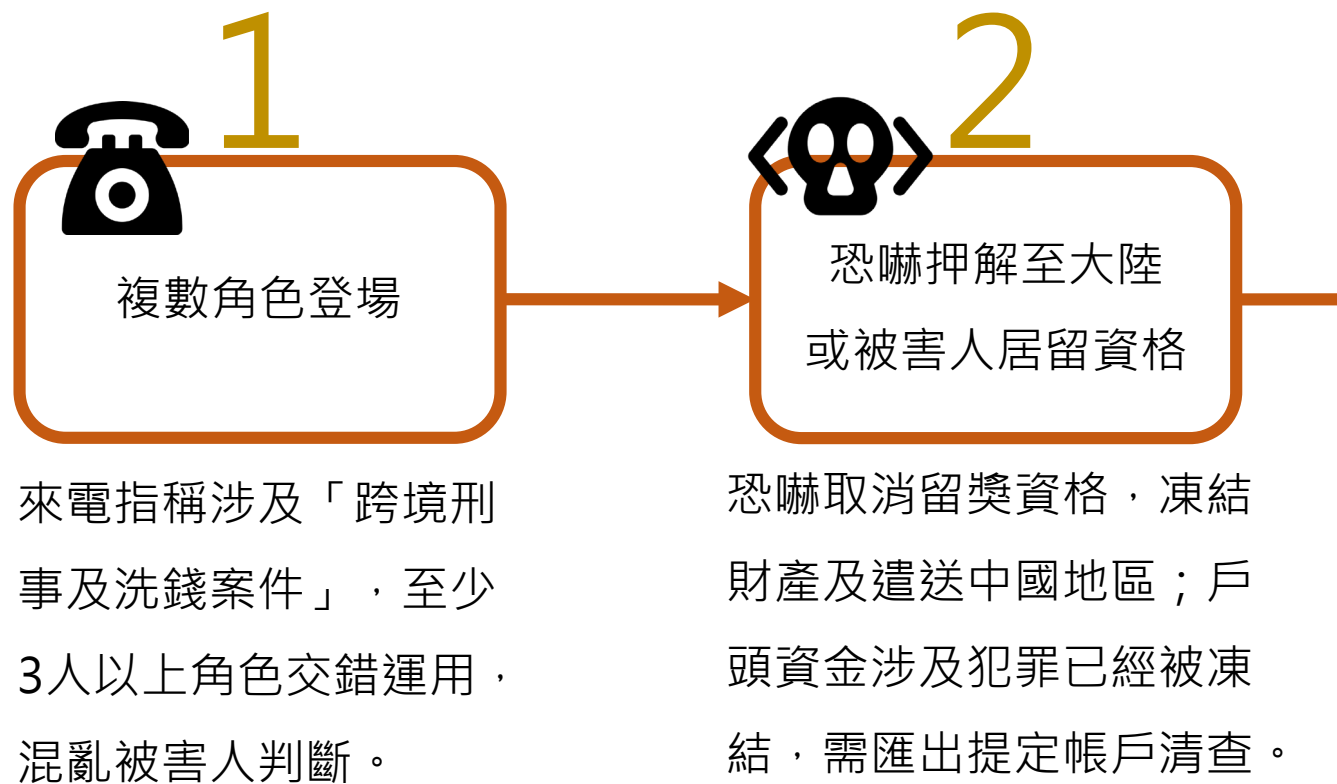 1
複數角色登場
來電指稱涉及「跨境刑
事及洗錢案件」，至少
3人以上角色交錯運用，
混亂被害人判斷。
2
恐嚇押解至大陸
或被害人居留資格
恐嚇取消留獎資格，凍結
財產及遣送中國地區；戶
頭資金涉及犯罪已經被凍
結，需匯出提定帳戶清查。